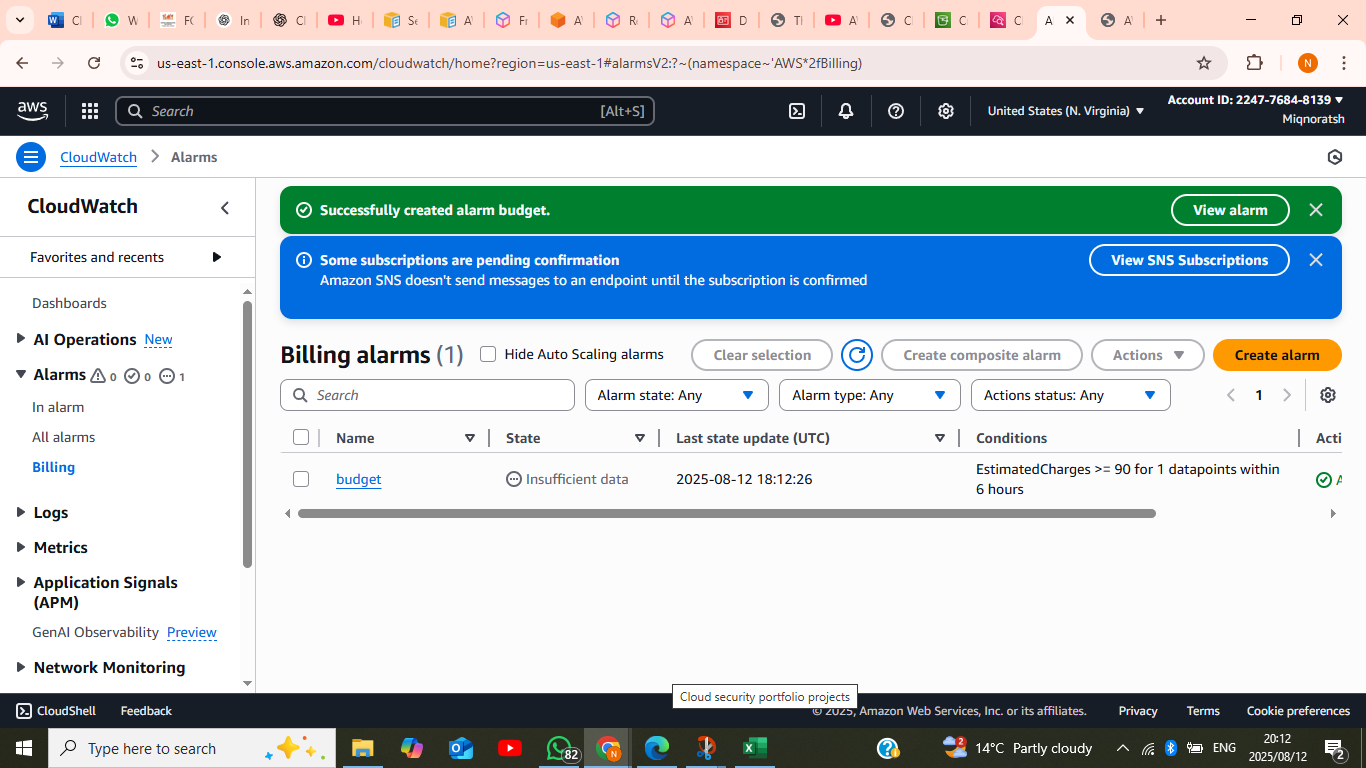 us-east-1.console.aws.amazon.com/cloudwatch/home?region=us-east-1#alarmsV2:?~(namespace~'AWS*2fBilling)
N
aws
Search [Alt+S]
United States (N. Virginia)
Account ID: 2247-7684-8139
Miqnoratsh
CloudWatch
Alarms
CloudWatch
Favorites and recents
Dashboards
AI Operations New
Alarms 0 0 1
In alarm
All alarms
Billing
Logs
Metrics
Application Signals
(APM)
GenAI Observability Preview
Network Monitoring
Successfully created alarm budget.
View alarm
Some subscriptions are pending confirmation
Amazon SNS doesn't send messages to an endpoint until the subscription is confirmed
View SNS Subscriptions
Billing alarms (1)
Hide Auto Scaling alarms
Clear selection
Create composite alarm
Actions
Create alarm
Search
Alarm state: Any
Alarm type: Any
Actions status: Any
1
Name State Last state update (UTC) Conditions Acti
budget Insufficient data 2025-08-12 18:12:26 EstimatedCharges >= 90 for 1 datapoints within
6 hours
Cloud security portfolio projects
CloudShell Feedback © 2025, Amazon Web Services, Inc. or its affiliates. Privacy Terms Cookie preferences
Type here to search
82
2
14°C Partly cloudy
ENG
20:12
2025/08/12
2